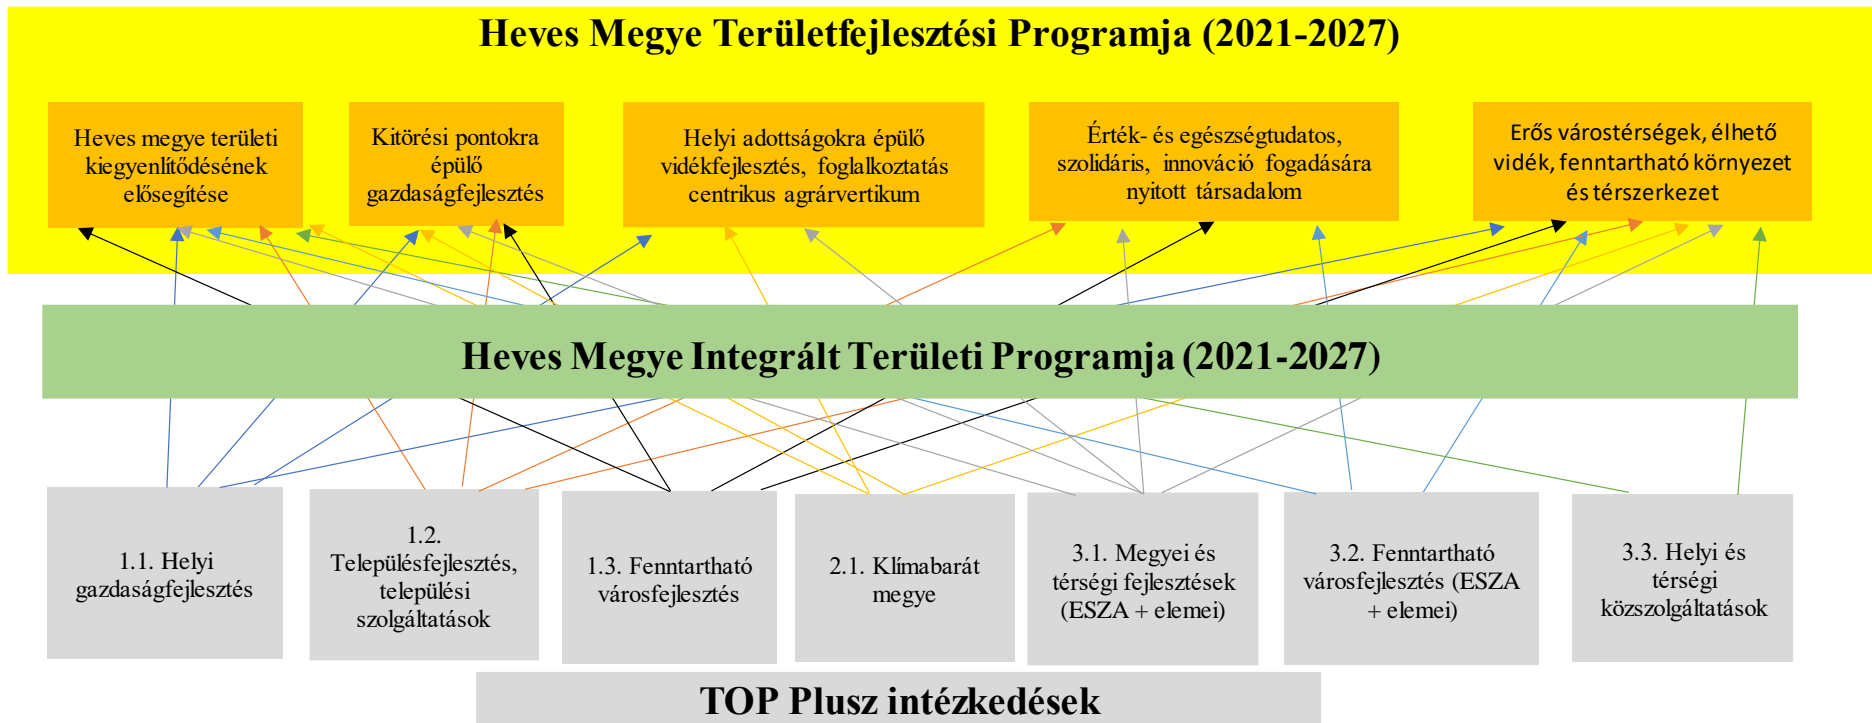 Heves Megye Területfejlesztési Programja (2021-2027)
Heves megye területi
kiegyenlítődésének
elősegítése
Kitörési pontokra
épülő
gazdaságfejlesztés
Helyi adottságokra épülő
vidékfejlesztés, foglalkoztatás
centrikus agrárvertikum
Érték- és egészségtudatos,
szolidáris, innováció fogadására
nyitott társadalom
Erős várostérségek, élhető
vidék, fenntartható környezet
és térszerkezet
Heves Megye Integrált Területi Programja (2021-2027)
1.1. Helyi
gazdaságfejlesztés
1.2.
Településfejlesztés,
települési
szolgáltatások
1.3. Fenntartható
városfejlesztés
2.1. Klímabarát
megye
3.1. Megyei és
térségi fejlesztések
(ESZA + elemei)
3.2. Fenntartható
városfejlesztés (ESZA
+ elemei)
3.3. Helyi és
térségi
közszolgáltatások
TOP Plusz intézkedések